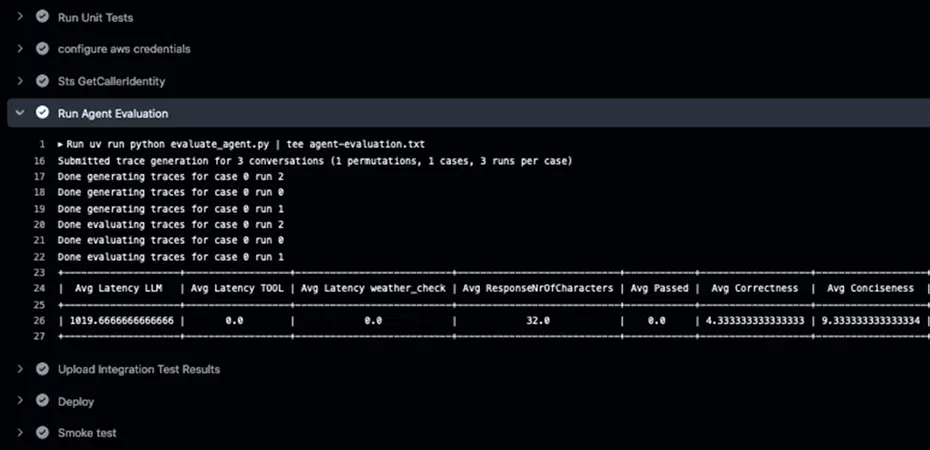 Run Unit Tests
configure aws credentials
Sts GetCallerIdentity
Run Agent Evaluation
1 ▸ Run uv run python evaluate_agent.py | tee agent-evaluation.txt
16 Submitted trace generation for 3 conversations (1 permutations, 1 cases, 3 runs per case)
17 Done generating traces for case 0 run 2
18 Done generating traces for case 0 run 0
19 Done generating traces for case 0 run 1
20 Done evaluating traces for case 0 run 2
21 Done evaluating traces for case 0 run 0
22 Done evaluating traces for case 0 run 1
23 +--------------------+------------------+---------------------------+---------------------------+------------+-------------------+-------------------+
24 | Avg Latency LLM | Avg Latency TOOL | Avg Latency weather_check | Avg ResponseNrOfCharacters | Avg Passed | Avg Correctness | Avg Conciseness |
25 +--------------------+------------------+---------------------------+---------------------------+------------+-------------------+-------------------+
26 | 1019.6666666666666 | 0.0 | 0.0 | 32.0 | 0.0 | 4.333333333333333 | 9.333333333333334 |
27 +--------------------+------------------+---------------------------+---------------------------+------------+-------------------+-------------------+
Upload Integration Test Results
Deploy
Smoke test